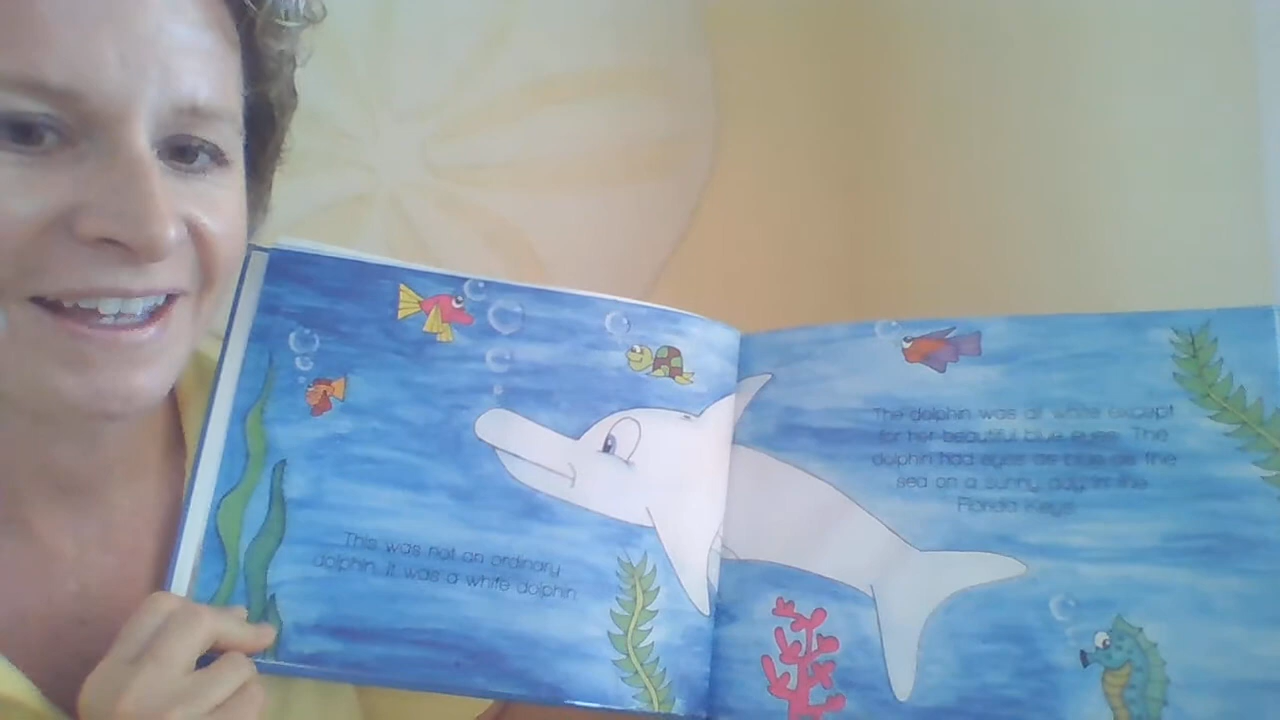 This was not an ordinary
dolphin. It was a white dolphin.
The dolphin was all white except
for her beautiful blue eyes. The
dolphin had eyes as blue as the
sea on a sunny day in the
Florida Keys.